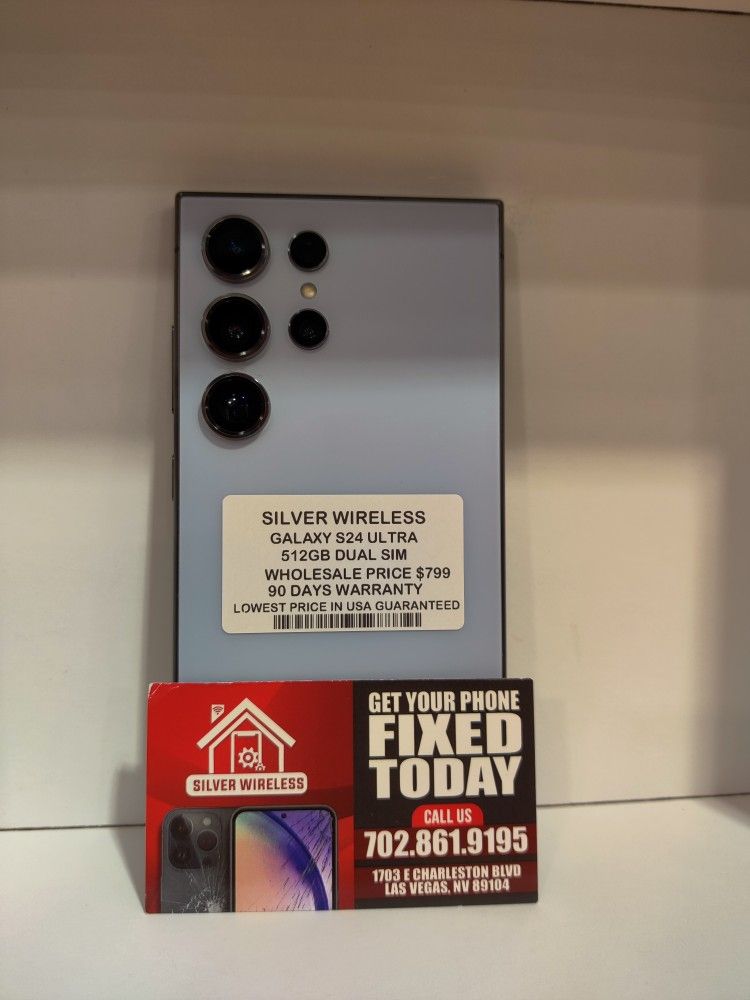 SILVER WIRELESS
GALAXY S24 ULTRA
512GB DUAL SIM
WHOLESALE PRICE $799
90 DAYS WARRANTY
LOWEST PRICE IN USA GUARANTEED
SILVER WIRELESS
GET YOUR PHONE
FIXED
TODAY
CALL US
702.861.9195
1703 E CHARLESTON BLVD
LAS VEGAS, NV 89104